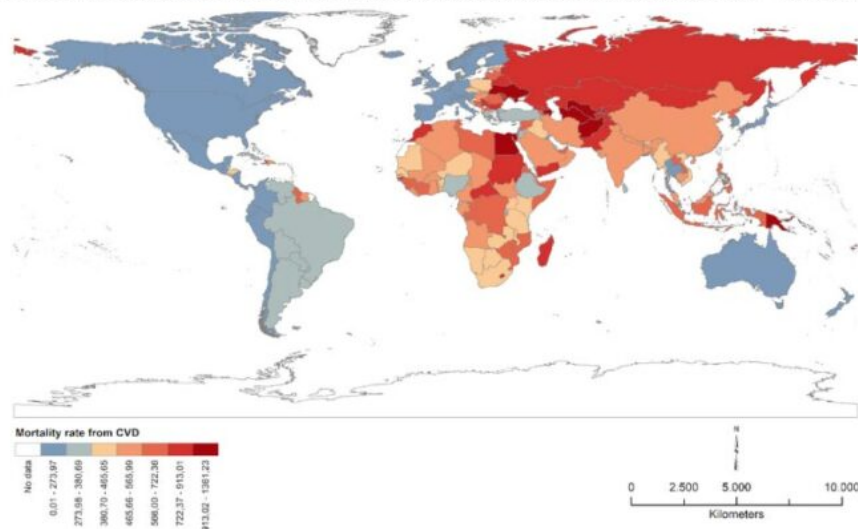 Mortality rate from CVD
No data
0,01 - 273,97
273,98 - 380,69
380,70 - 465,65
465,66 - 565,99
566,00 - 722,36
722,37 - 913,01
913,02 - 1361,23
N
0 2.500 5.000 10.000
Kilometers